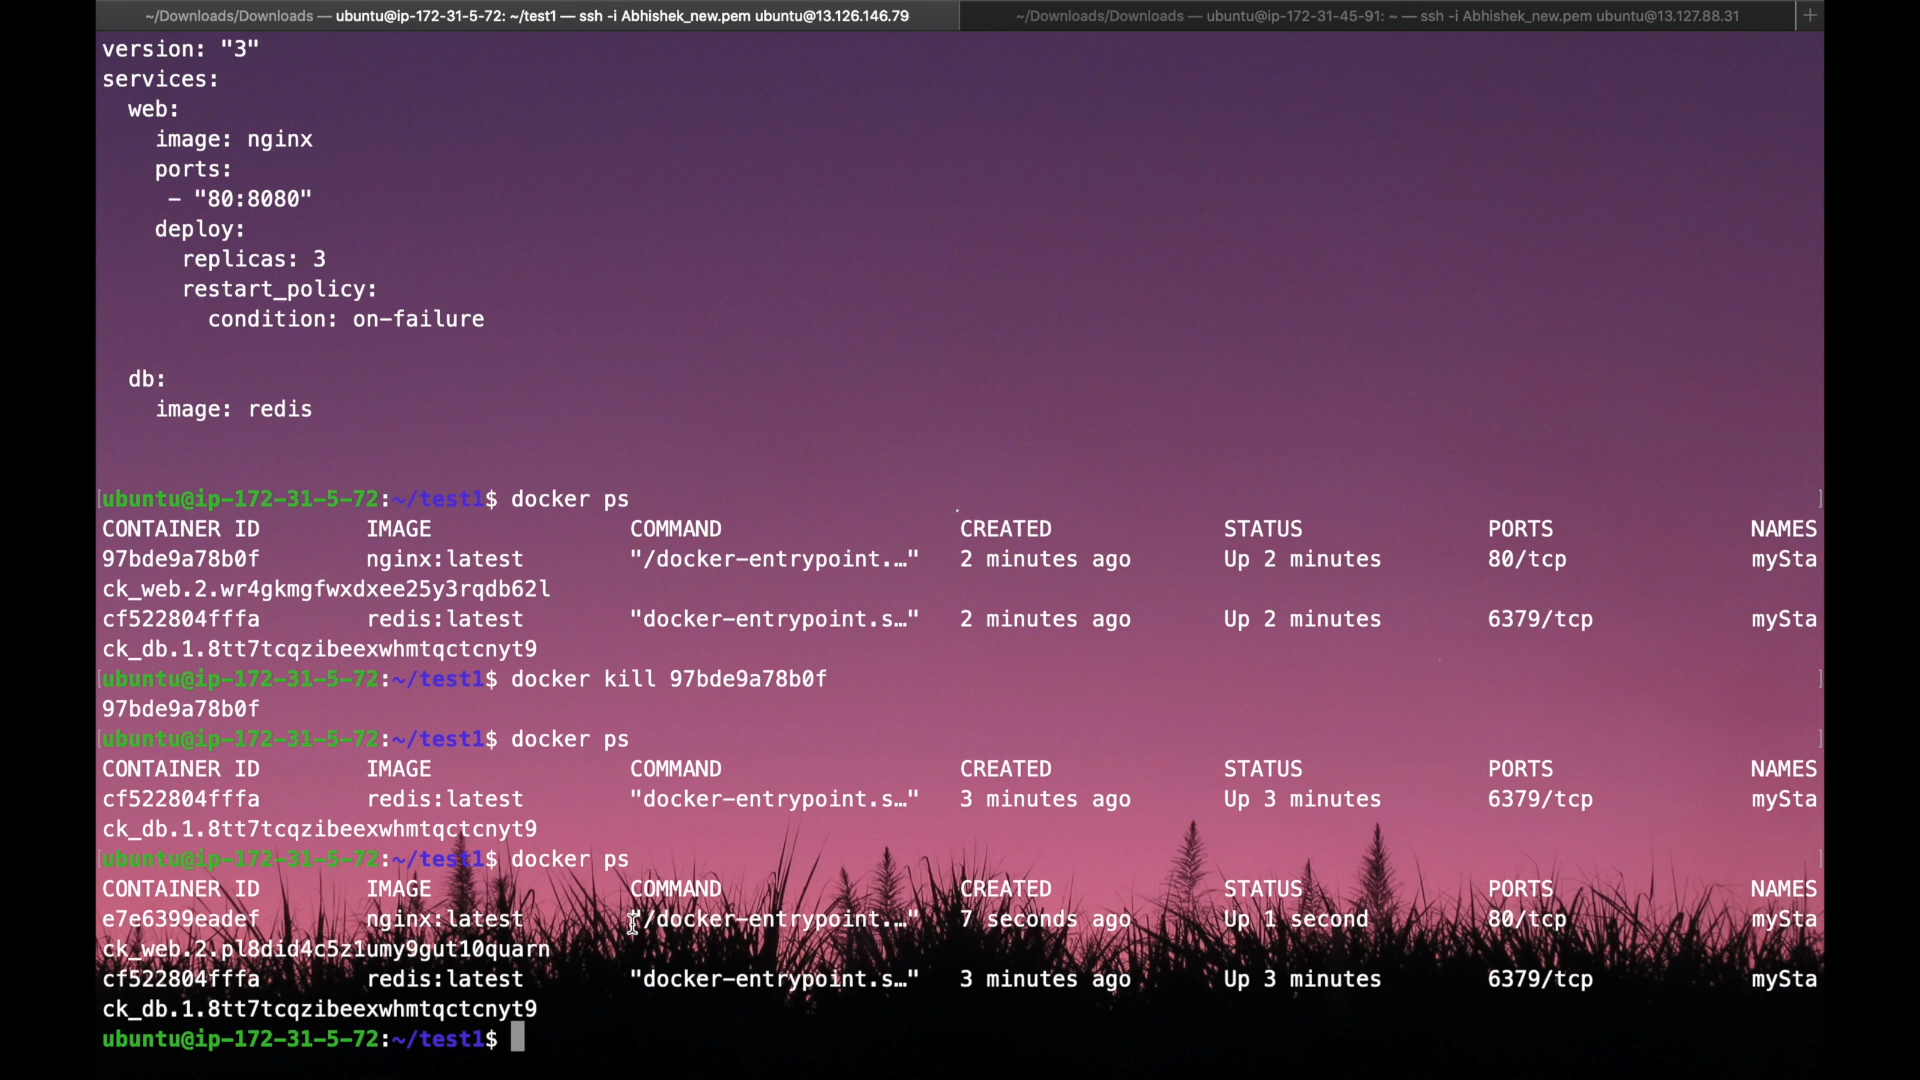 ~/Downloads/Downloads — ubuntu@ip-172-31-5-72: ~/test1 — ssh -i Abhishek_new.pem ubuntu@13.126.146.79
~/Downloads/Downloads — ubuntu@ip-172-31-45-91: ~ — ssh -i Abhishek_new.pem ubuntu@13.127.88.31
version: "3"
services:
  web:
    image: nginx
    ports:
     - "80:8080"
    deploy:
      replicas: 3
      restart_policy:
        condition: on-failure
  db:
    image: redis
[ubuntu@ip-172-31-5-72:~/test1$ docker ps ]
CONTAINER ID        IMAGE               COMMAND                  CREATED             STATUS              PORTS               NAMES
97bde9a78b0f        nginx:latest        "/docker-entrypoint.…"   2 minutes ago       Up 2 minutes        80/tcp              mySta
ck_web.2.wr4gkmgfwxdxee25y3rqdb62l
cf522804fffa        redis:latest        "docker-entrypoint.s…"   2 minutes ago       Up 2 minutes        6379/tcp            mySta
ck_db.1.8tt7tcqzibeexwhmtqctcnyt9
[ubuntu@ip-172-31-5-72:~/test1$ docker kill 97bde9a78b0f ]
97bde9a78b0f
[ubuntu@ip-172-31-5-72:~/test1$ docker ps ]
CONTAINER ID        IMAGE               COMMAND                  CREATED             STATUS              PORTS               NAMES
cf522804fffa        redis:latest        "docker-entrypoint.s…"   3 minutes ago       Up 3 minutes        6379/tcp            mySta
ck_db.1.8tt7tcqzibeexwhmtqctcnyt9
[ubuntu@ip-172-31-5-72:~/test1$ docker ps ]
CONTAINER ID        IMAGE               COMMAND                  CREATED             STATUS              PORTS               NAMES
e7e6399eadef        nginx:latest        "/docker-entrypoint.…"   7 seconds ago       Up 1 second         80/tcp              mySta
ck_web.2.pl8did4c5z1umy9gut10quarn
cf522804fffa        redis:latest        "docker-entrypoint.s…"   3 minutes ago       Up 3 minutes        6379/tcp            mySta
ck_db.1.8tt7tcqzibeexwhmtqctcnyt9
ubuntu@ip-172-31-5-72:~/test1$